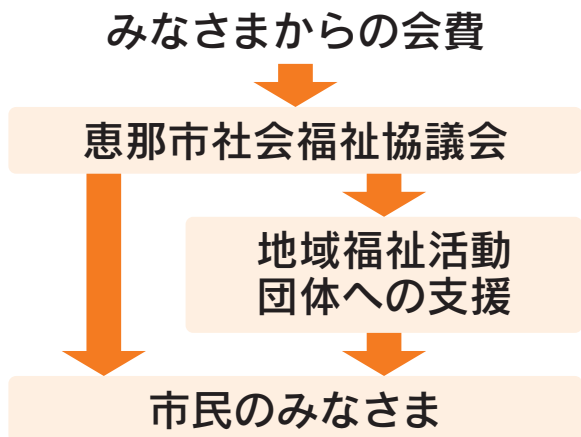 みなさまからの会費
恵那市社会福祉協議会
地域福祉活動
団体への支援
市民のみなさま